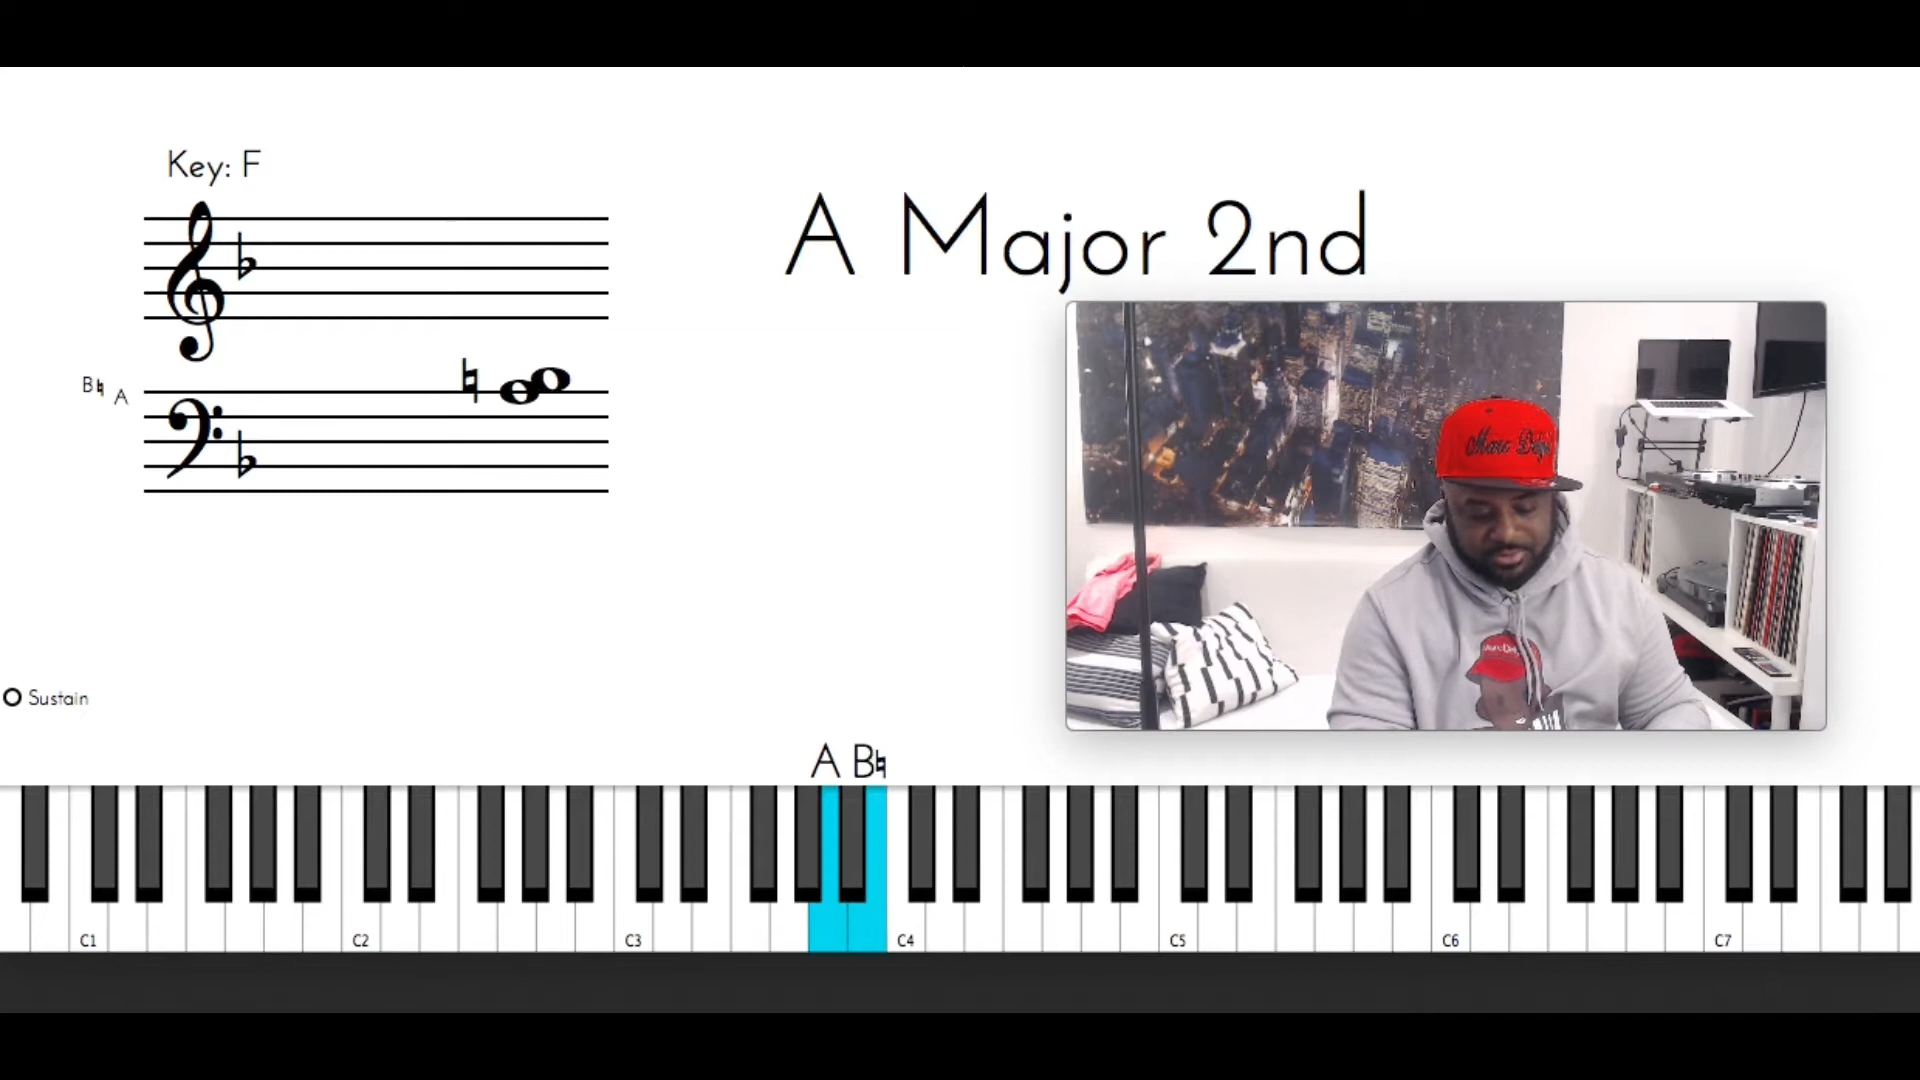 Key: F
A Major 2nd
B♮
A
Sustain
A B♮
C1 C2 C3 C4 C5 C6 C7